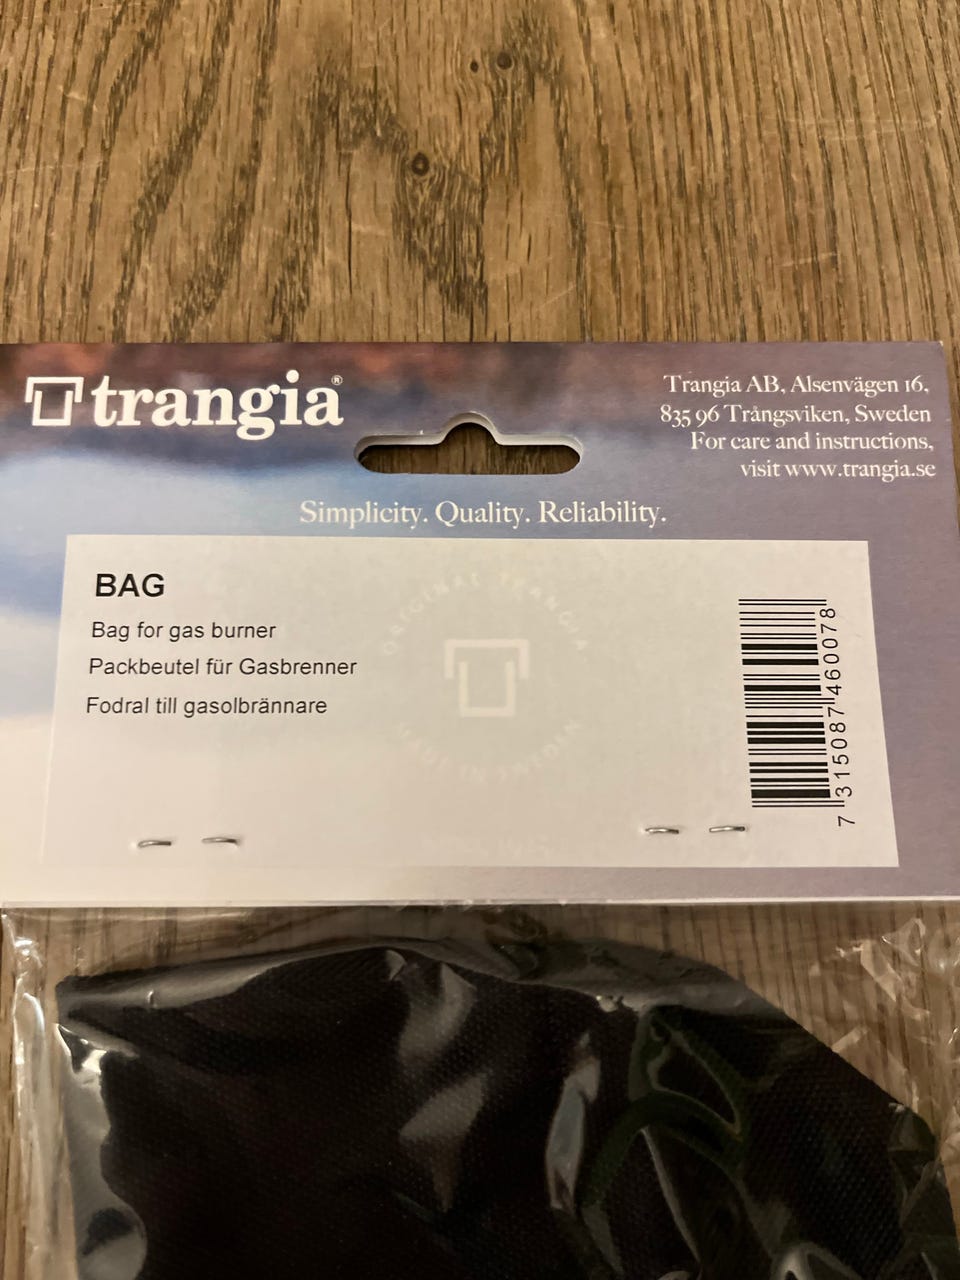 trangia®
Trangia AB, Alsenvägen 16,
835 96 Trångsviken, Sweden
For care and instructions,
visit www.trangia.se
Simplicity. Quality. Reliability.
BAG
Bag for gas burner
Packbeutel für Gasbrenner
Fodral till gasolbrännare
ORIGINAL TRANGIA
MADE IN SWEDEN
7 315087 460078